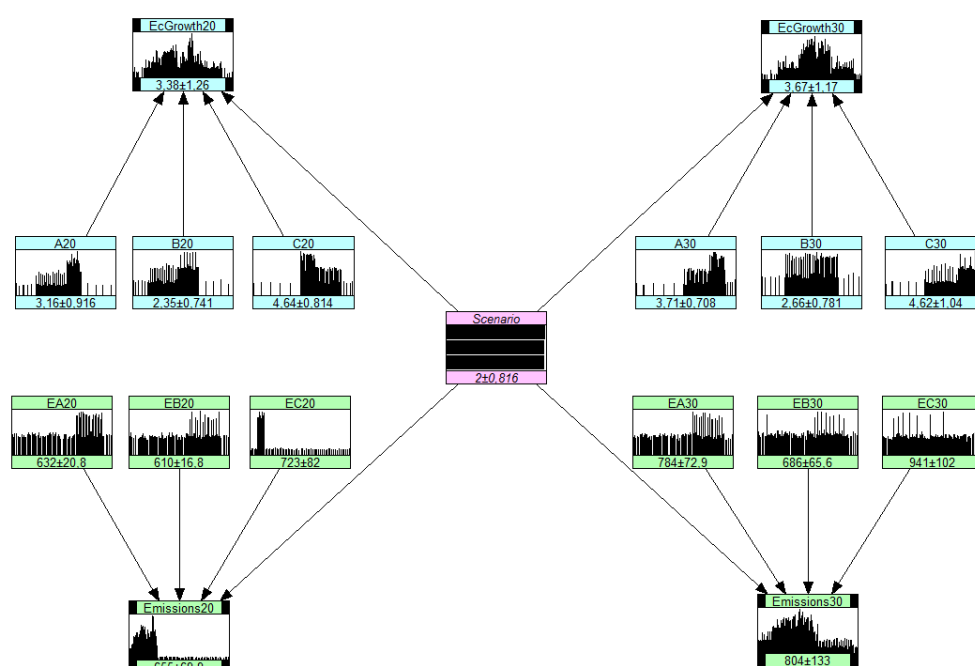 EcGrowth20
3.38±1.26
EcGrowth30
3.67±1.17
A20
3.16±0.916
B20
2.35±0.741
C20
4.64±0.814
A30
3.71±0.708
B30
2.66±0.781
C30
4.62±1.04
Scenario
2±0.816
EA20
632±20.8
EB20
610±16.8
EC20
723±82
EA30
784±72.9
EB30
686±65.6
EC30
941±102
Emissions20
Emissions30
804±133